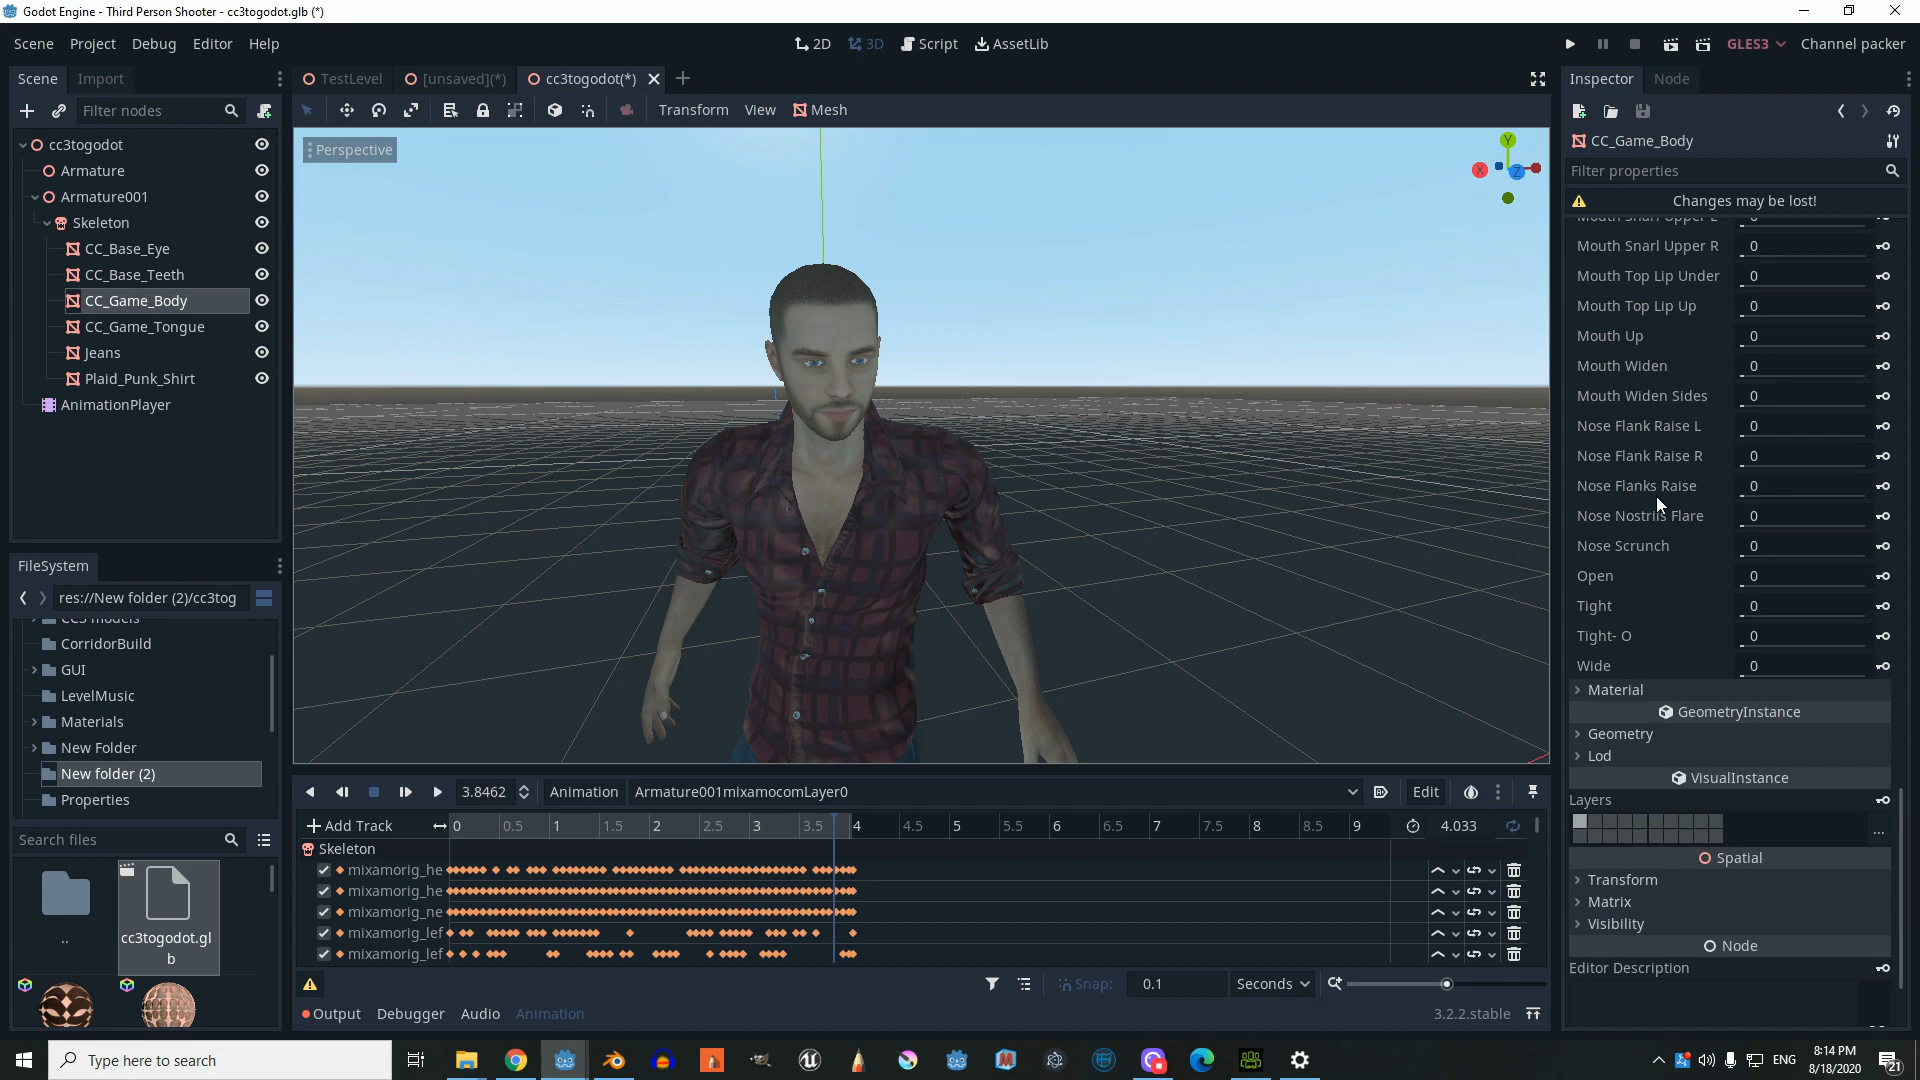 Godot Engine - Third Person Shooter - cc3togodot.glb (*)
Scene Project Debug Editor Help
2D 3D Script AssetLib
GLES3 Channel packer
Scene Import
TestLevel [unsaved](*) cc3togodot(*)
Inspector Node
Filter nodes
Transform View Mesh
cc3togodot
Armature
Armature001
Skeleton
CC_Base_Eye
CC_Base_Teeth
CC_Game_Body
CC_Game_Tongue
Jeans
Plaid_Punk_Shirt
AnimationPlayer
Perspective
Y
X
Z
CC_Game_Body
Filter properties
Changes may be lost!
Mouth Snarl Upper L 0
Mouth Snarl Upper R 0
Mouth Top Lip Under 0
Mouth Top Lip Up 0
Mouth Up 0
Mouth Widen 0
Mouth Widen Sides 0
Nose Flank Raise L 0
Nose Flank Raise R 0
Nose Flanks Raise 0
Nose Nostrils Flare 0
Nose Scrunch 0
Open 0
Tight 0
Tight- O 0
Wide 0
Material
GeometryInstance
Geometry
Lod
VisualInstance
Layers
...
Spatial
Transform
Matrix
Visibility
Node
Editor Description
FileSystem
res://New folder (2)/cc3tog
CC3 models
CorridorBuild
GUI
LevelMusic
Materials
New Folder
New folder (2)
Properties
Search files
..
cc3togodot.gl
b
3.8462 Animation Armature001mixamocomLayer0 Edit
Add Track 0 0.5 1 1.5 2 2.5 3 3.5 4 4.5 5 5.5 6 6.5 7 7.5 8 8.5 9 4.033
Skeleton
mixamorig_he
mixamorig_he
mixamorig_ne
mixamorig_lef
mixamorig_lef
Snap: 0.1 Seconds
Output Debugger Audio Animation 3.2.2.stable
Type here to search
ENG
8:14 PM
8/18/2020
21